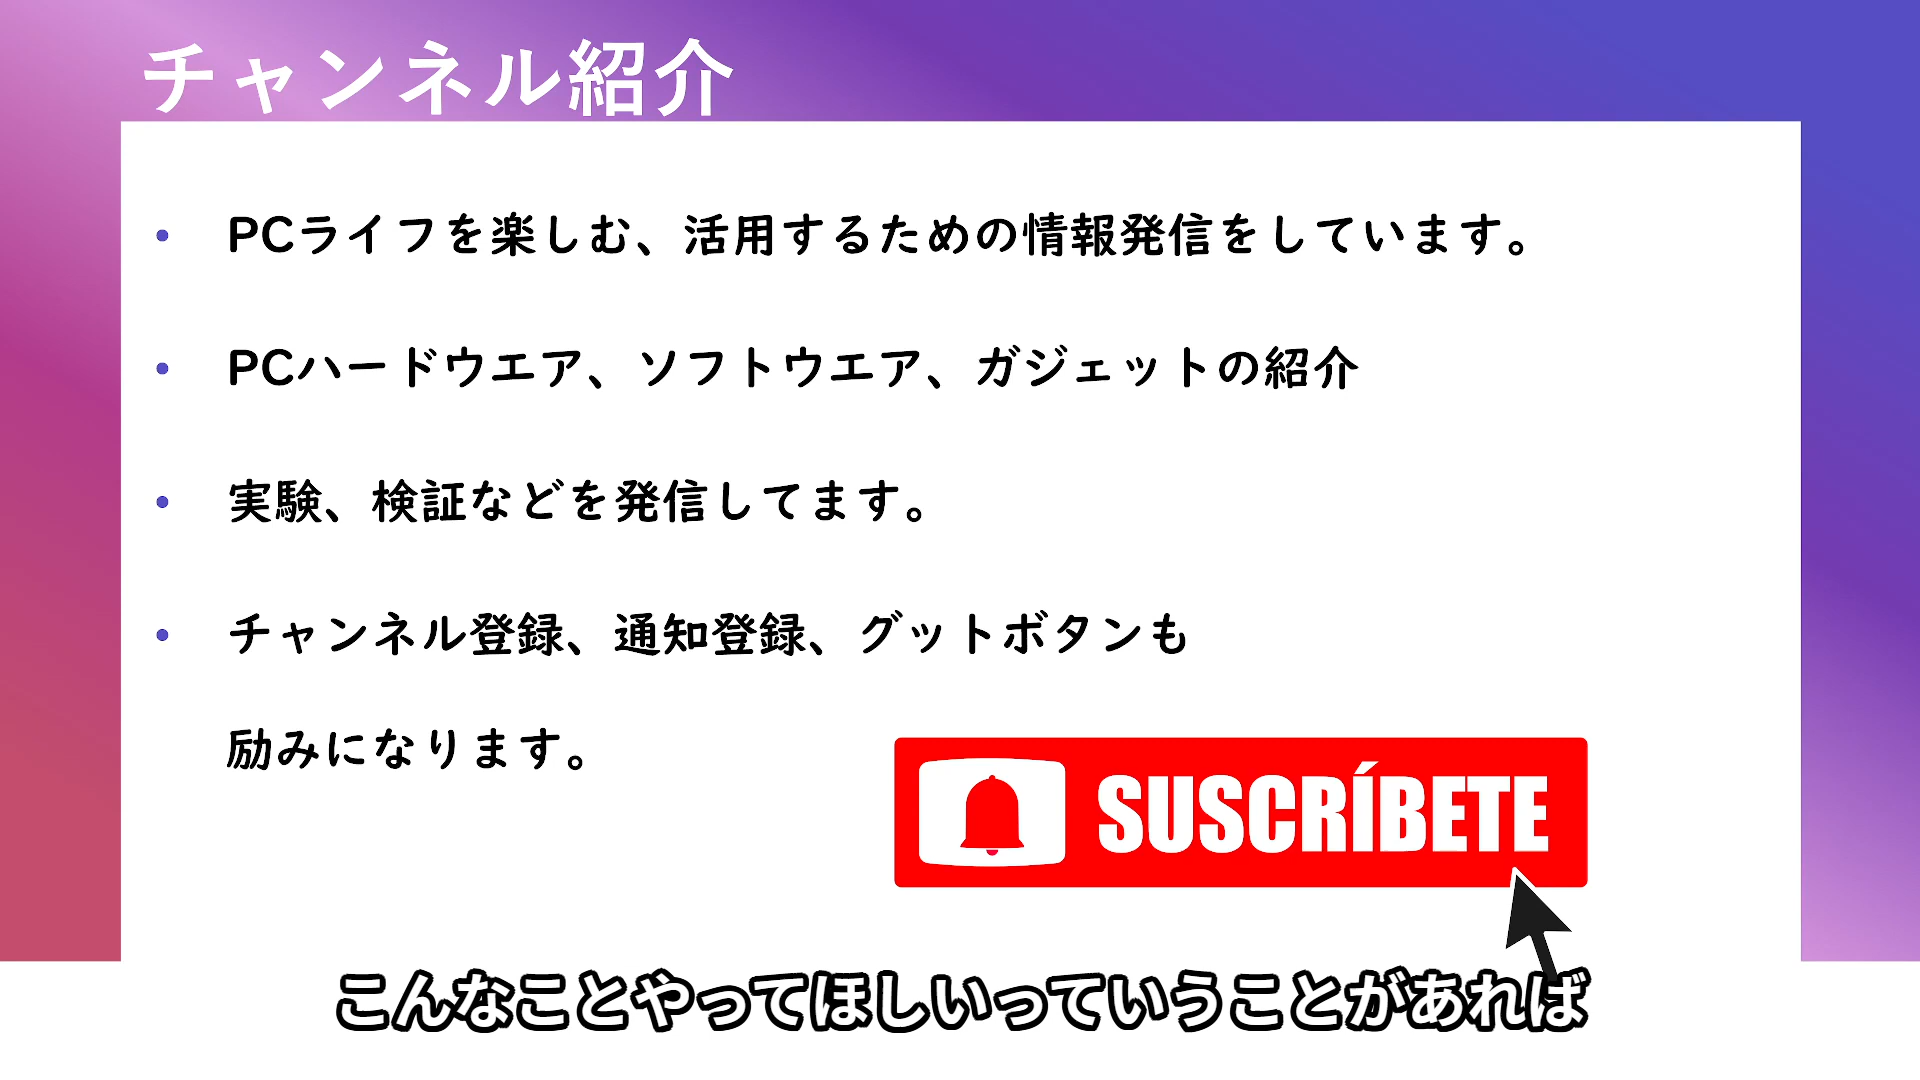 チャンネル紹介
• PCライフを楽しむ、活用するための情報発信をしています。
• PCハードウエア、ソフトウエア、ガジェットの紹介
• 実験、検証などを発信してます。
• チャンネル登録、通知登録、グットボタンも
励みになります。
SUSCRÍBETE
こんなことやってほしいっていうことがあれば